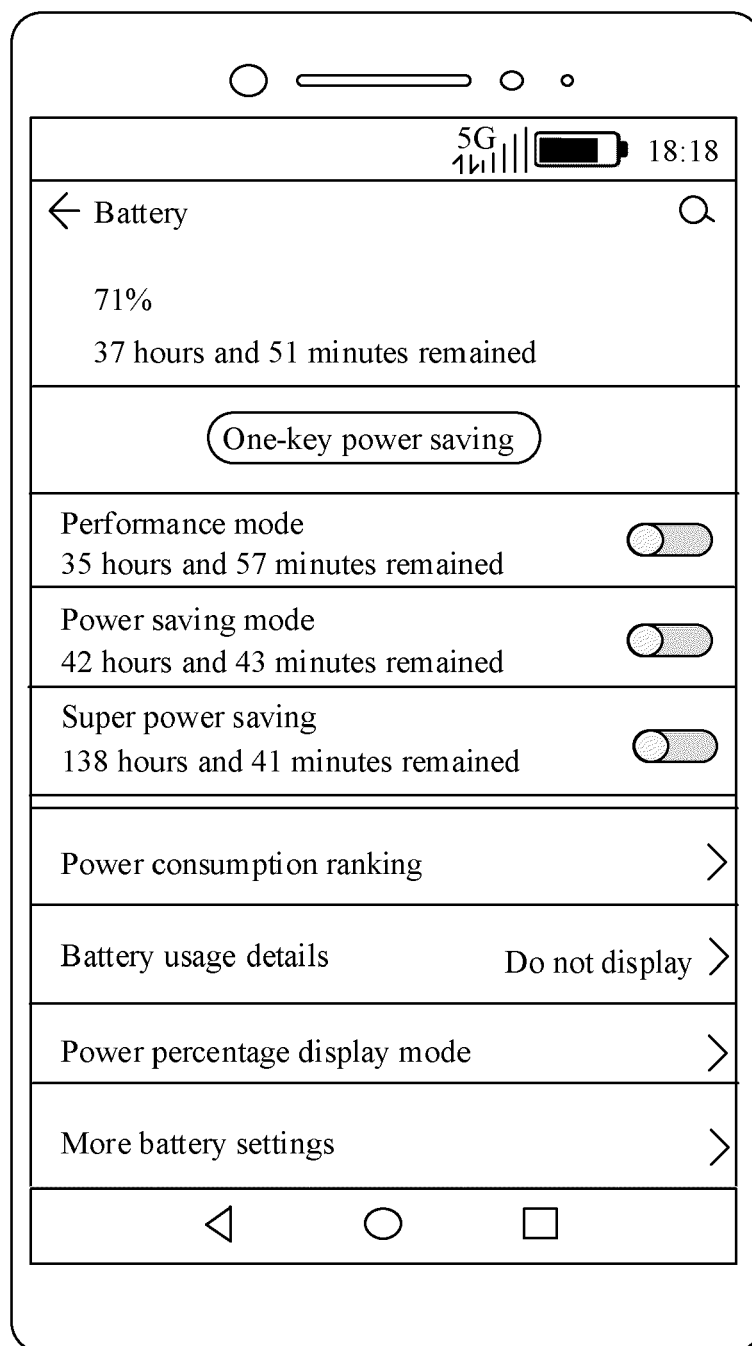 5G
18:18
Battery
71%
37 hours and 51 minutes remained
One-key power saving
Performance mode
35 hours and 57 minutes remained
Power saving mode
42 hours and 43 minutes remained
Super power saving
138 hours and 41 minutes remained
Power consumption ranking
Battery usage details Do not display
Power percentage display mode
More battery settings